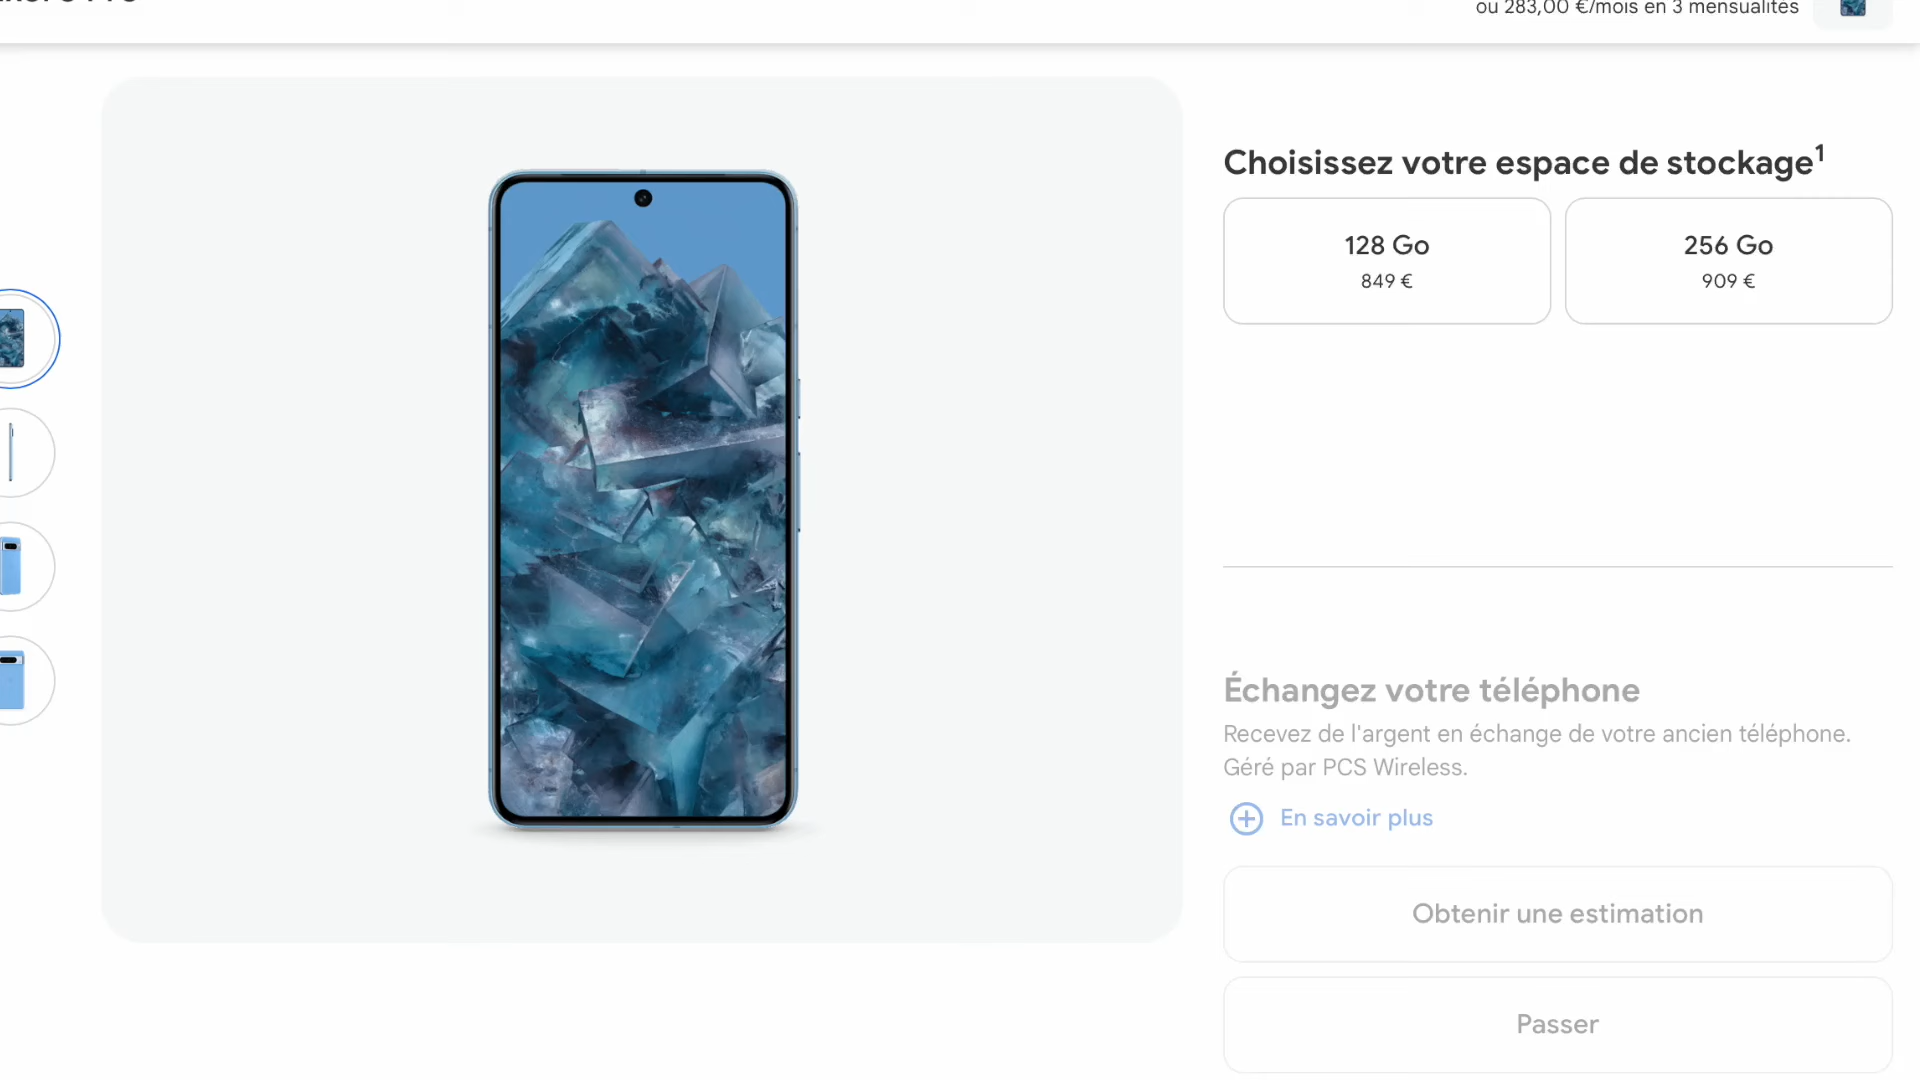 ou 283,00 €/mois en 3 mensualités
Choisissez votre espace de stockage¹
128 Go
849 €
256 Go
909 €
Échangez votre téléphone
Recevez de l'argent en échange de votre ancien téléphone.
Géré par PCS Wireless.
En savoir plus
Obtenir une estimation
Passer